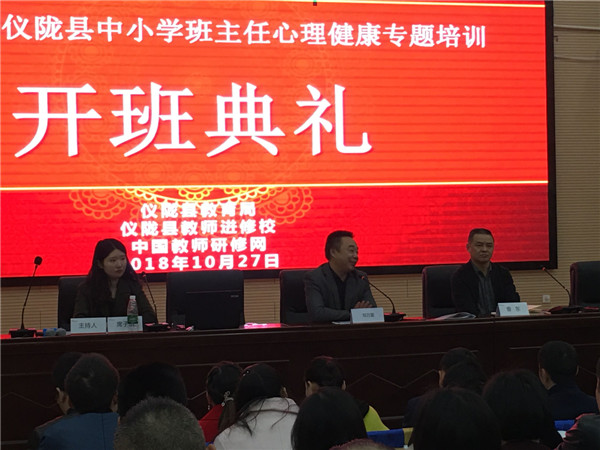 仪陇县中小学班主任心理健康专题培训
开班典礼
仪陇县教育局
仪陇县教师进修校
中国教师研修网
2018年10月27日
主持人